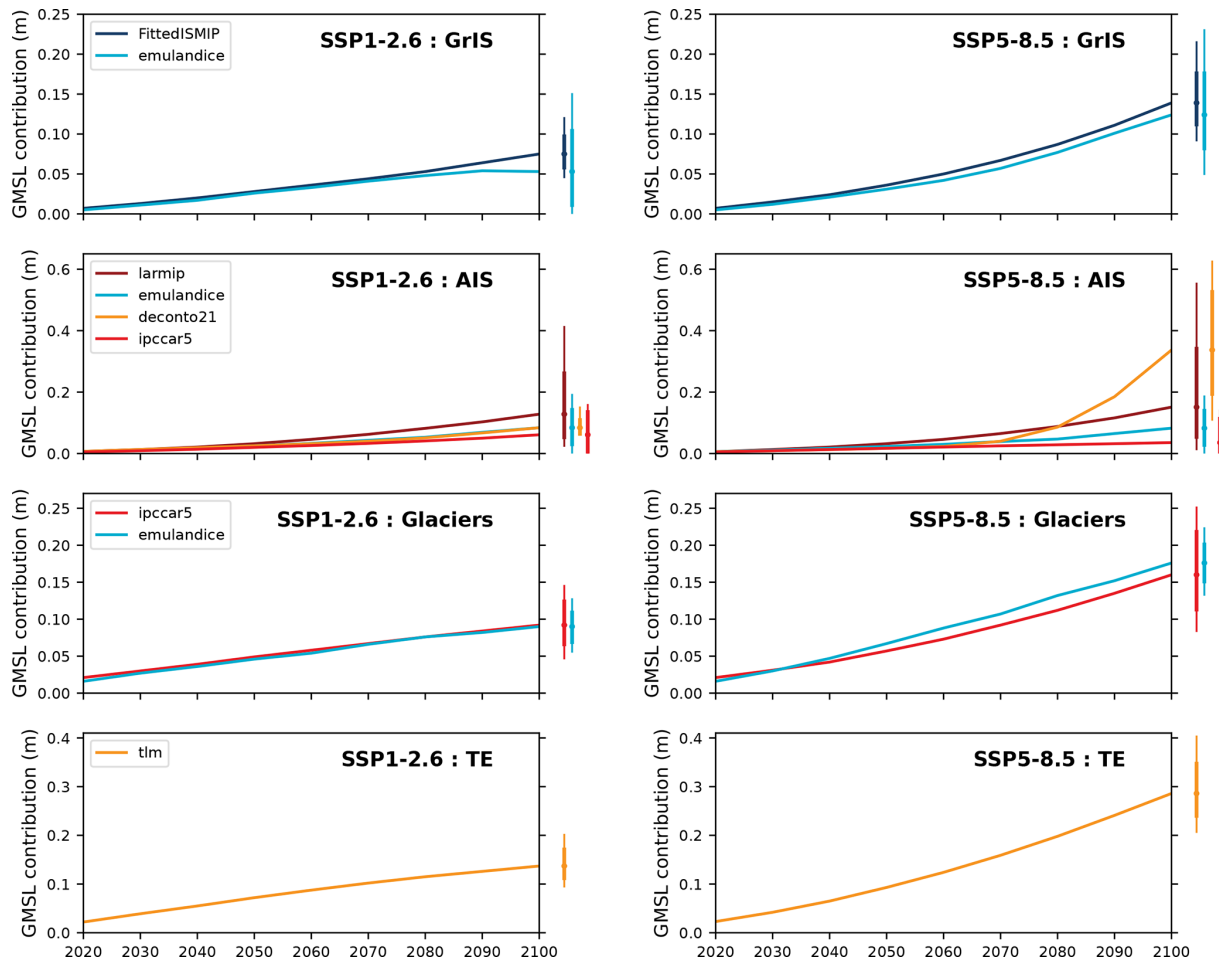 GMSL contribution (m)
0.25
0.20
0.15
0.10
0.05
0.00
FittedISMIP
emulandice
SSP1-2.6 : GrIS
GMSL contribution (m)
0.25
0.20
0.15
0.10
0.05
0.00
SSP5-8.5 : GrIS
GMSL contribution (m)
0.6
0.4
0.2
0.0
larmip
emulandice
deconto21
ipccar5
SSP1-2.6 : AIS
GMSL contribution (m)
0.6
0.4
0.2
0.0
SSP5-8.5 : AIS
GMSL contribution (m)
0.25
0.20
0.15
0.10
0.05
0.00
ipccar5
emulandice
SSP1-2.6 : Glaciers
GMSL contribution (m)
0.25
0.20
0.15
0.10
0.05
0.00
SSP5-8.5 : Glaciers
GMSL contribution (m)
0.4
0.3
0.2
0.1
0.0
tlm
SSP1-2.6 : TE
2020 2030 2040 2050 2060 2070 2080 2090 2100
GMSL contribution (m)
0.4
0.3
0.2
0.1
0.0
SSP5-8.5 : TE
2020 2030 2040 2050 2060 2070 2080 2090 2100